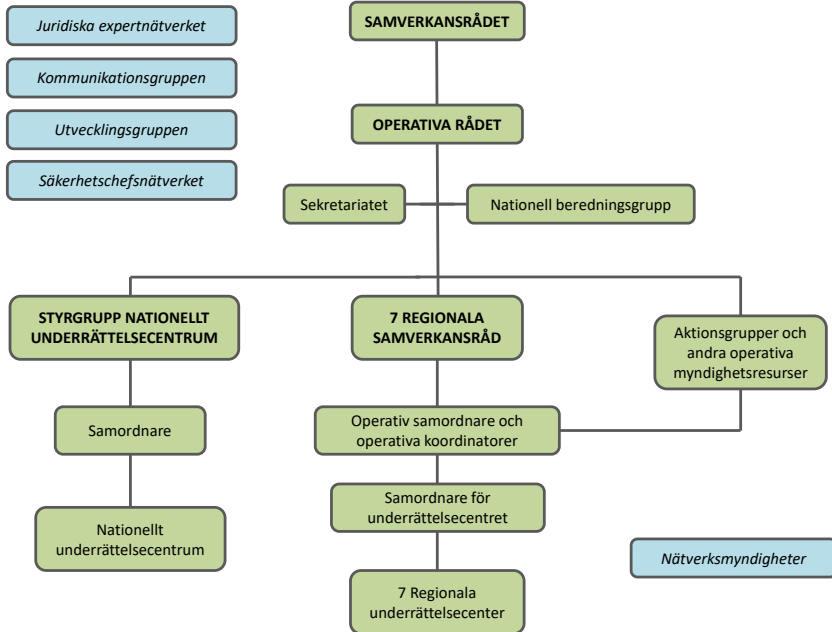 Juridiska expertnätverket
Kommunikationsgruppen
Utvecklingsgruppen
Säkerhetschefsnätverket
SAMVERKANSRÅDET
OPERATIVA RÅDET
Sekretariatet
Nationell beredningsgrupp
STYRGRUPP NATIONELLT
UNDERRÄTTELSECENTRUM
7 REGIONALA
SAMVERKANSRÅD
Aktionsgrupper och
andra operativa
myndighetsresurser
Samordnare
Operativ samordnare och
operativa koordinatorer
Nationellt
underrättelsecentrum
Samordnare för
underrättelsecentret
7 Regionala
underrättelsecenter
Nätverksmyndigheter